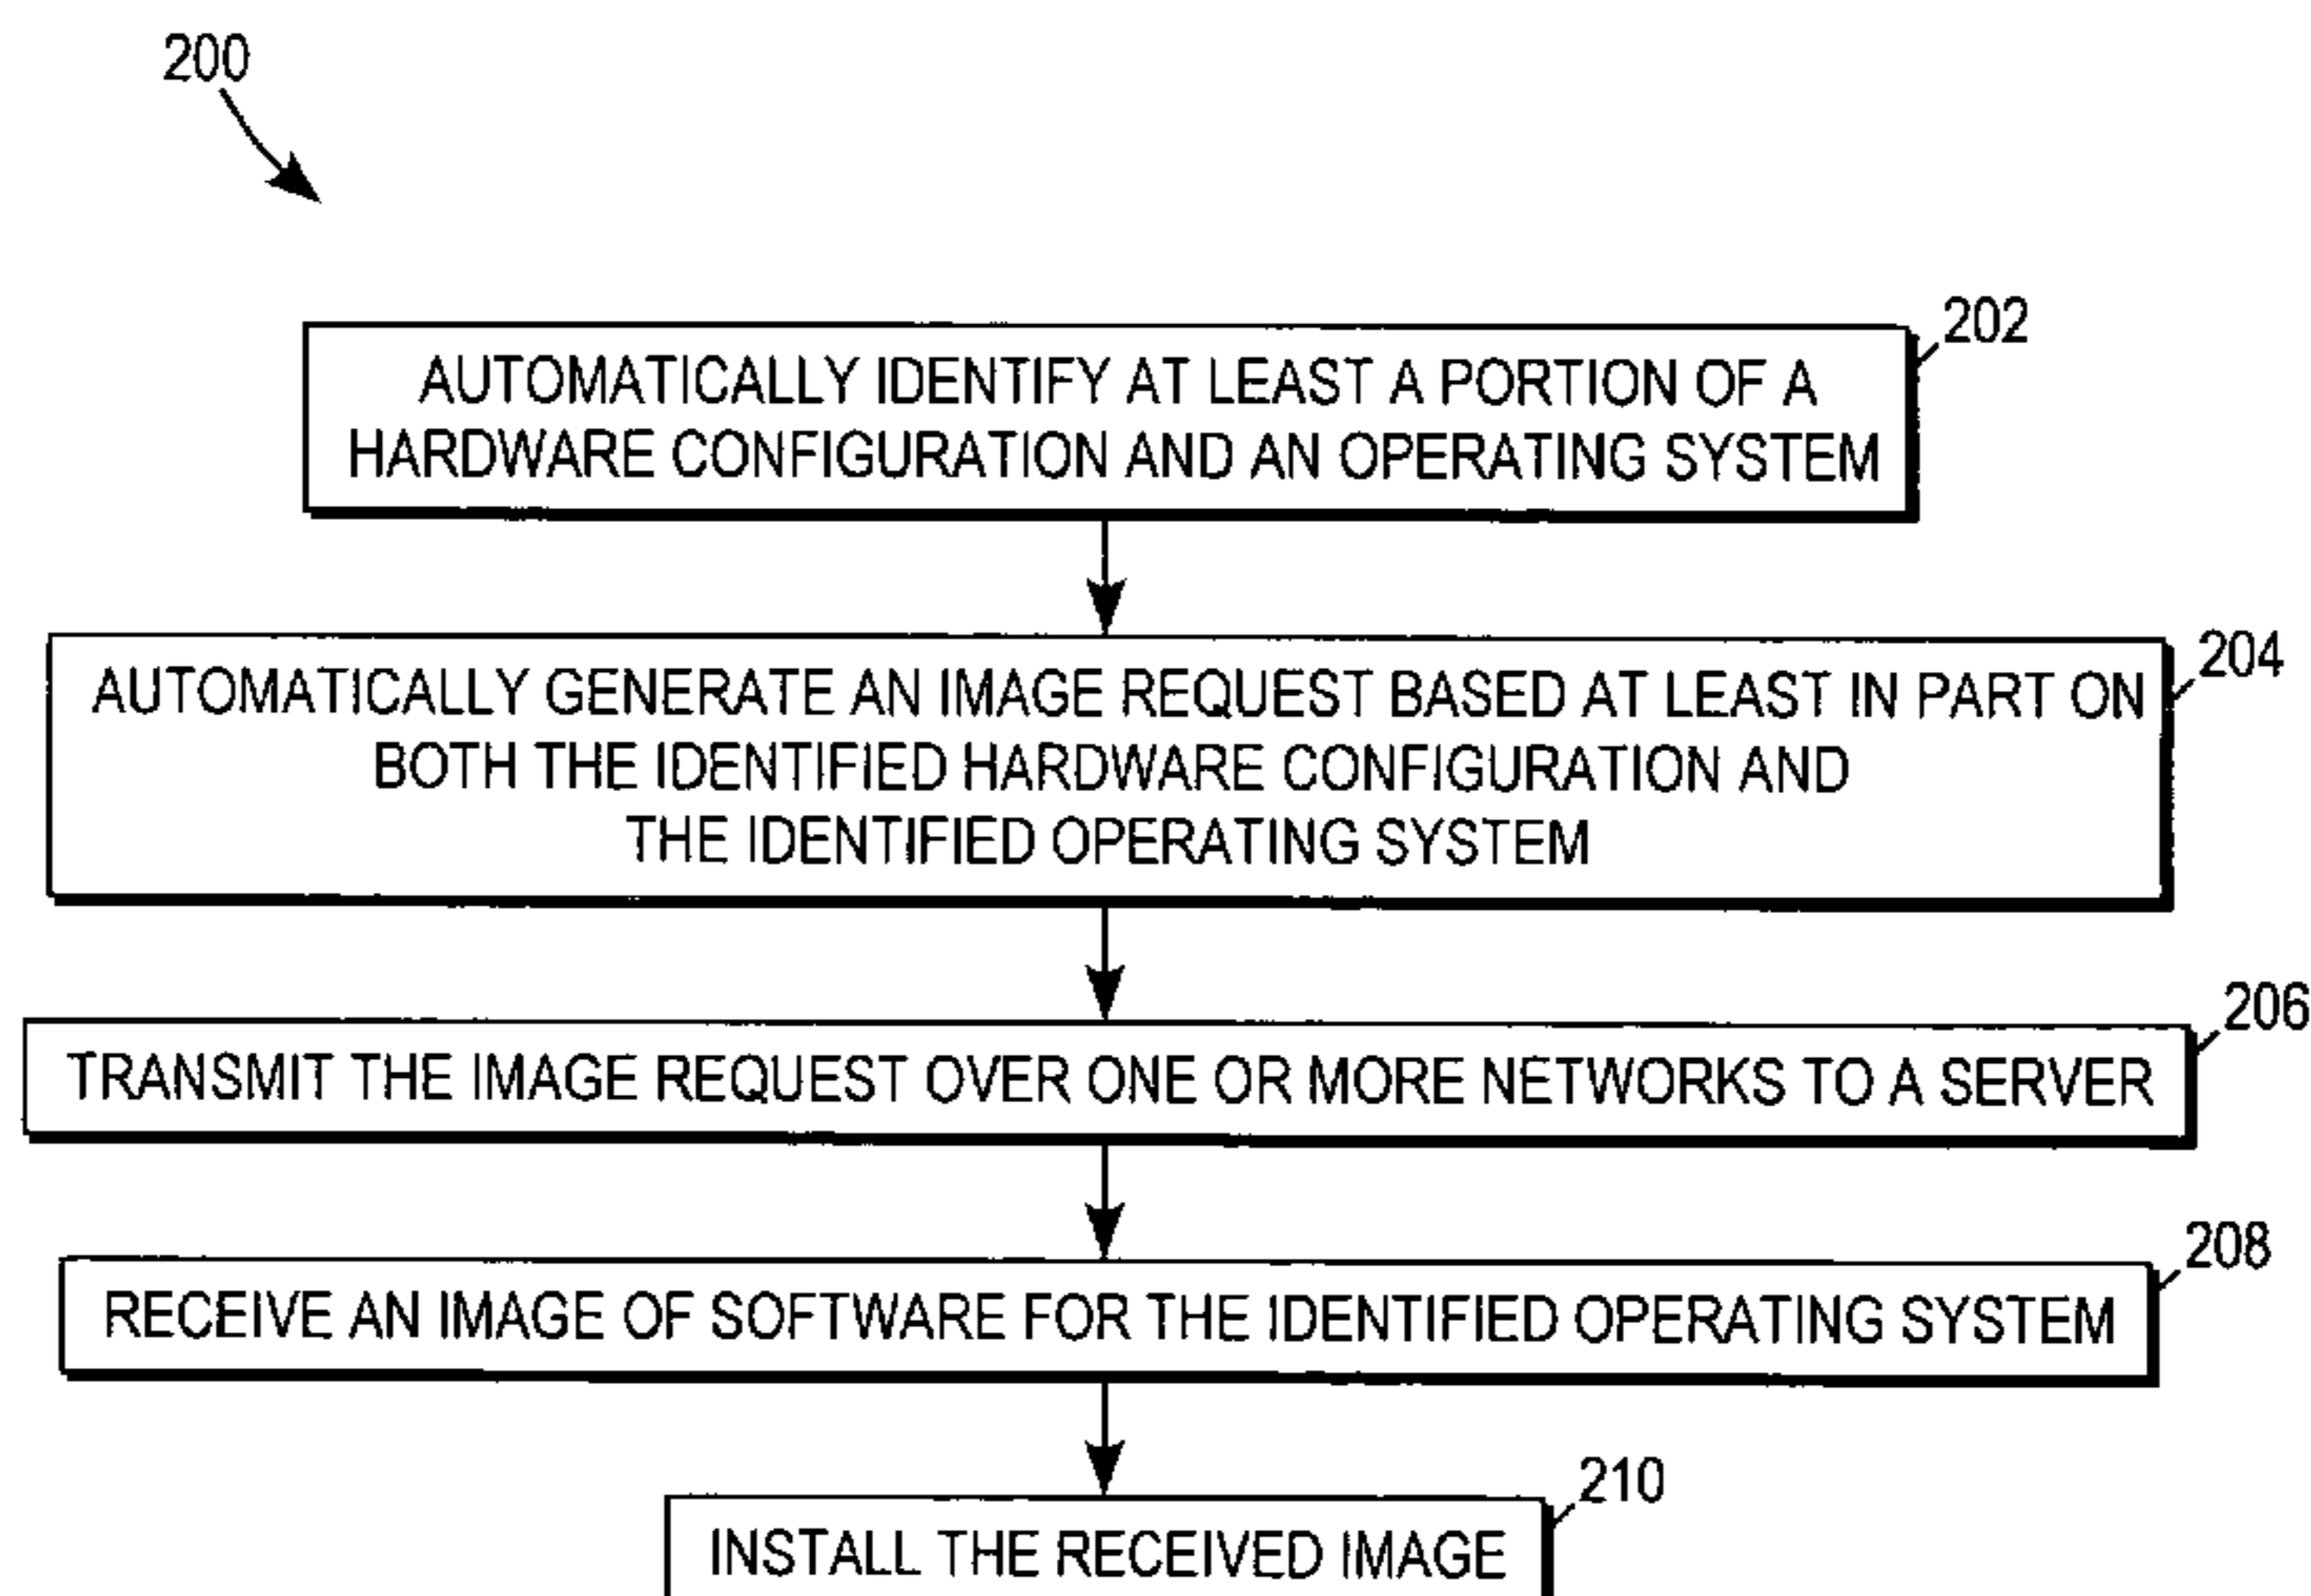 200
202
AUTOMATICALLY IDENTIFY AT LEAST A PORTION OF A
HARDWARE CONFIGURATION AND AN OPERATING SYSTEM
204
AUTOMATICALLY GENERATE AN IMAGE REQUEST BASED AT LEAST IN PART ON
BOTH THE IDENTIFIED HARDWARE CONFIGURATION AND
THE IDENTIFIED OPERATING SYSTEM
206
TRANSMIT THE IMAGE REQUEST OVER ONE OR MORE NETWORKS TO A SERVER
208
RECEIVE AN IMAGE OF SOFTWARE FOR THE IDENTIFIED OPERATING SYSTEM
210
INSTALL THE RECEIVED IMAGE